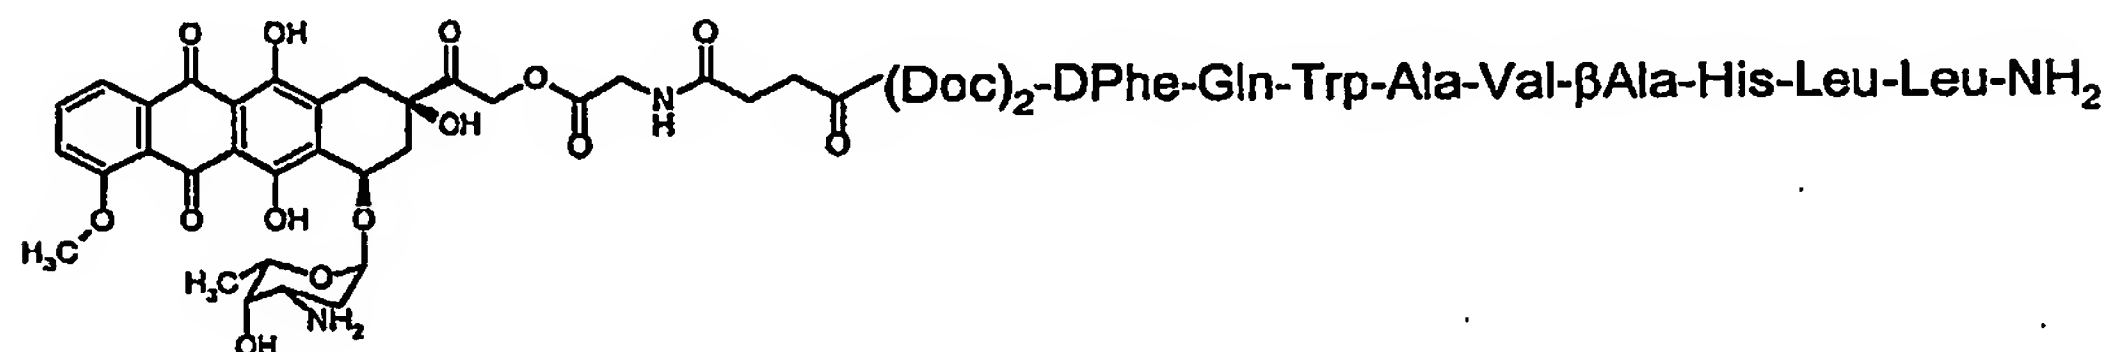 O OH O O
O
O
(Doc)₂-DPhe-Gln-Trp-Ala-Val-βAla-His-Leu-Leu-NH₂
OH
N
H
O O
O O OH O
H₃C
H₃C O
NH₂
OH